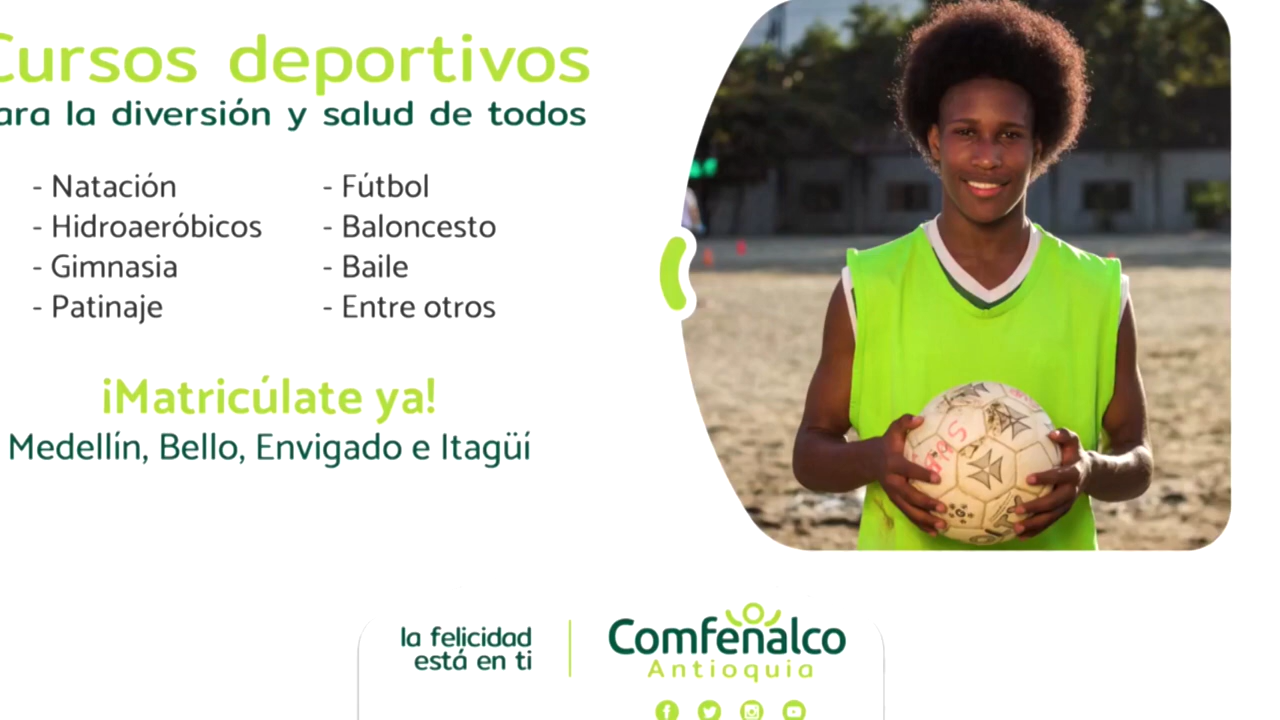 Cursos deportivos
ara la diversión y salud de todos
- Natación
- Hidroaeróbicos
- Gimnasia
- Patinaje
- Fútbol
- Baloncesto
- Baile
- Entre otros
¡Matricúlate ya!
Medellín, Bello, Envigado e Itagüí
la felicidad
está en ti
Comfenalco
Antioquia